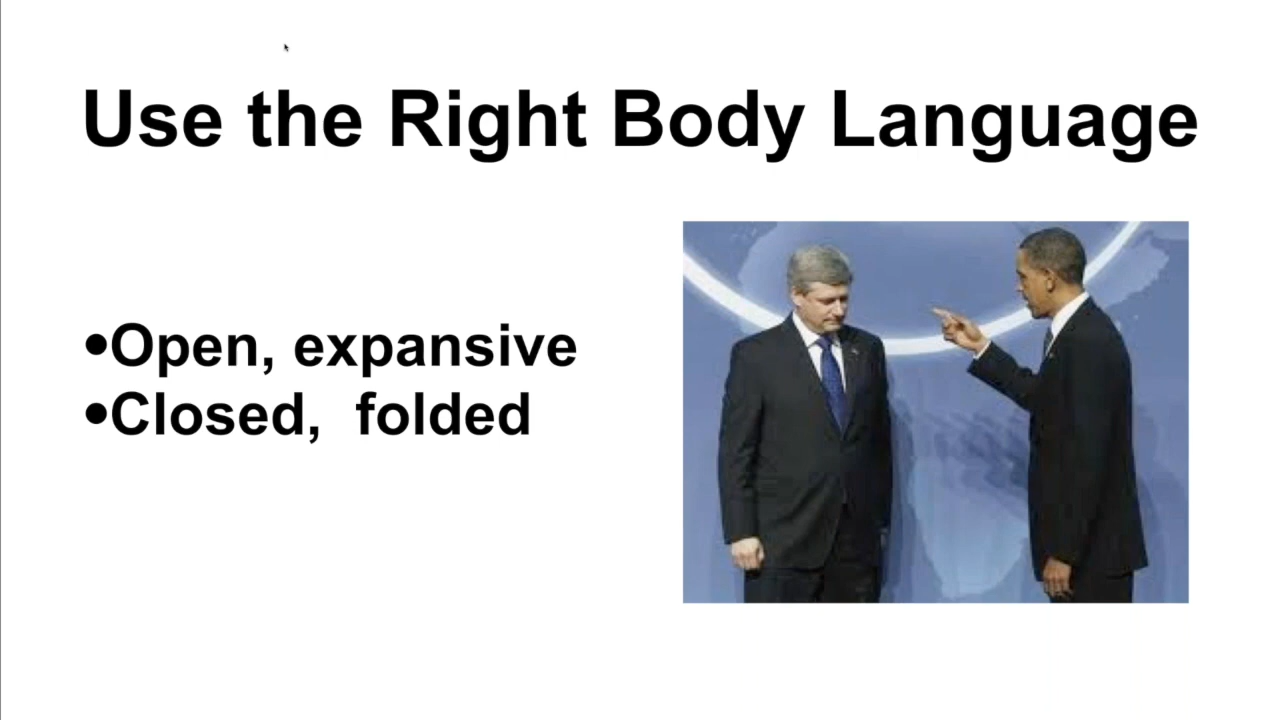 Use the Right Body Language
•Open, expansive
•Closed,  folded